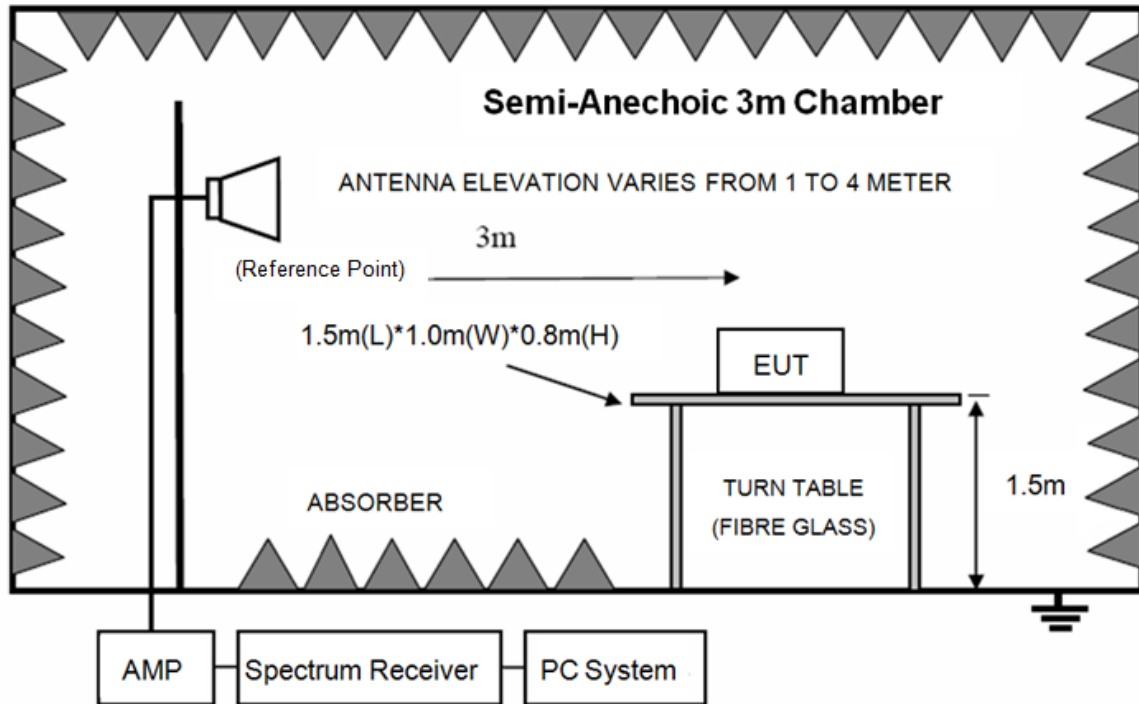 Semi-Anechoic 3m Chamber
ANTENNA ELEVATION VARIES FROM 1 TO 4 METER
3m
(Reference Point)
1.5m(L)*1.0m(W)*0.8m(H)
EUT
ABSORBER
TURN TABLE
(FIBRE GLASS)
1.5m
AMP
Spectrum Receiver
PC System